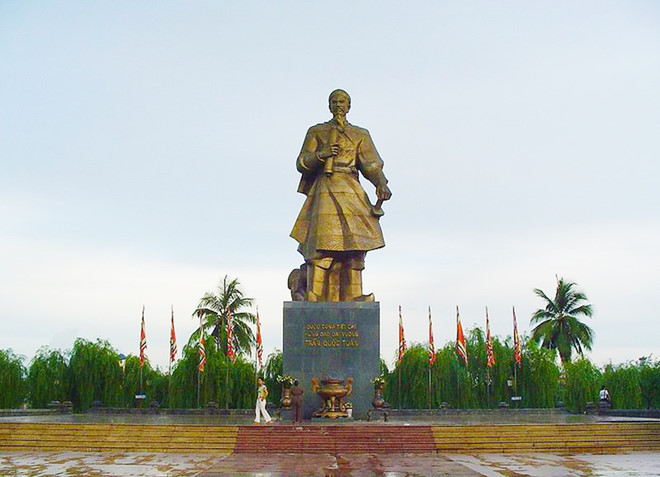 QUỐC CÔNG TIẾT CHẾ
HƯNG ĐẠO ĐẠI VƯƠNG
TRẦN QUỐC TUẤN